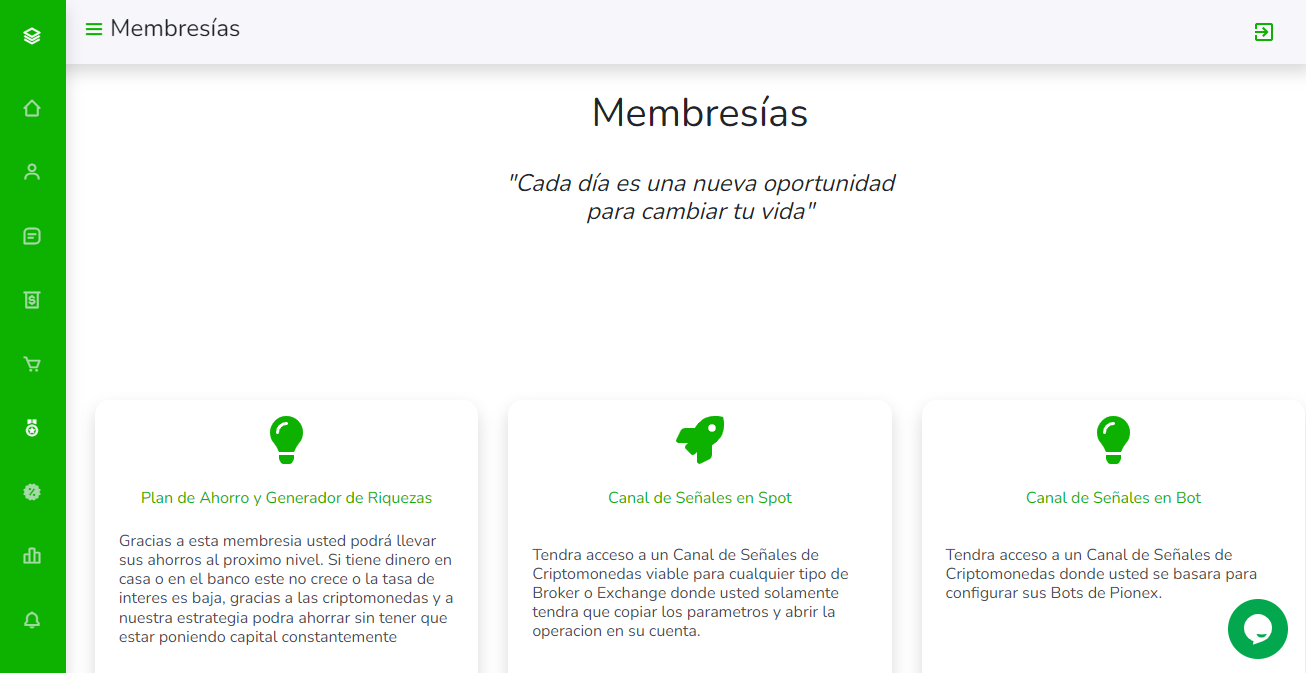 Membresías
Membresías
"Cada día es una nueva oportunidad
para cambiar tu vida"
Plan de Ahorro y Generador de Riquezas
Gracias a esta membresia usted podrá llevar
sus ahorros al proximo nivel. Si tiene dinero en
casa o en el banco este no crece o la tasa de
interes es baja, gracias a las criptomonedas y a
nuestra estrategia podra ahorrar sin tener que
estar poniendo capital constantemente
Canal de Señales en Spot
Tendra acceso a un Canal de Señales de
Criptomonedas viable para cualquier tipo de
Broker o Exchange donde usted solamente
tendra que copiar los parametros y abrir la
operacion en su cuenta.
Canal de Señales en Bot
Tendra acceso a un Canal de Señales de
Criptomonedas donde usted se basara para
configurar sus Bots de Pionex.